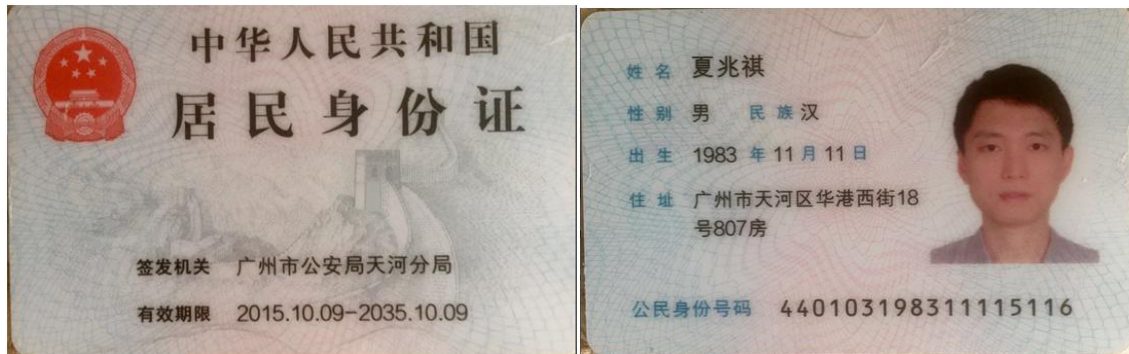 中华人民共和国
居民身份证
签发机关 广州市公安局天河分局
有效期限 2015.10.09-2035.10.09
姓名 夏兆祺
性别 男 民族 汉
出生 1983 年 11 月 11 日
住址 广州市天河区华港西街18
号807房
公民身份号码 440103198311115116